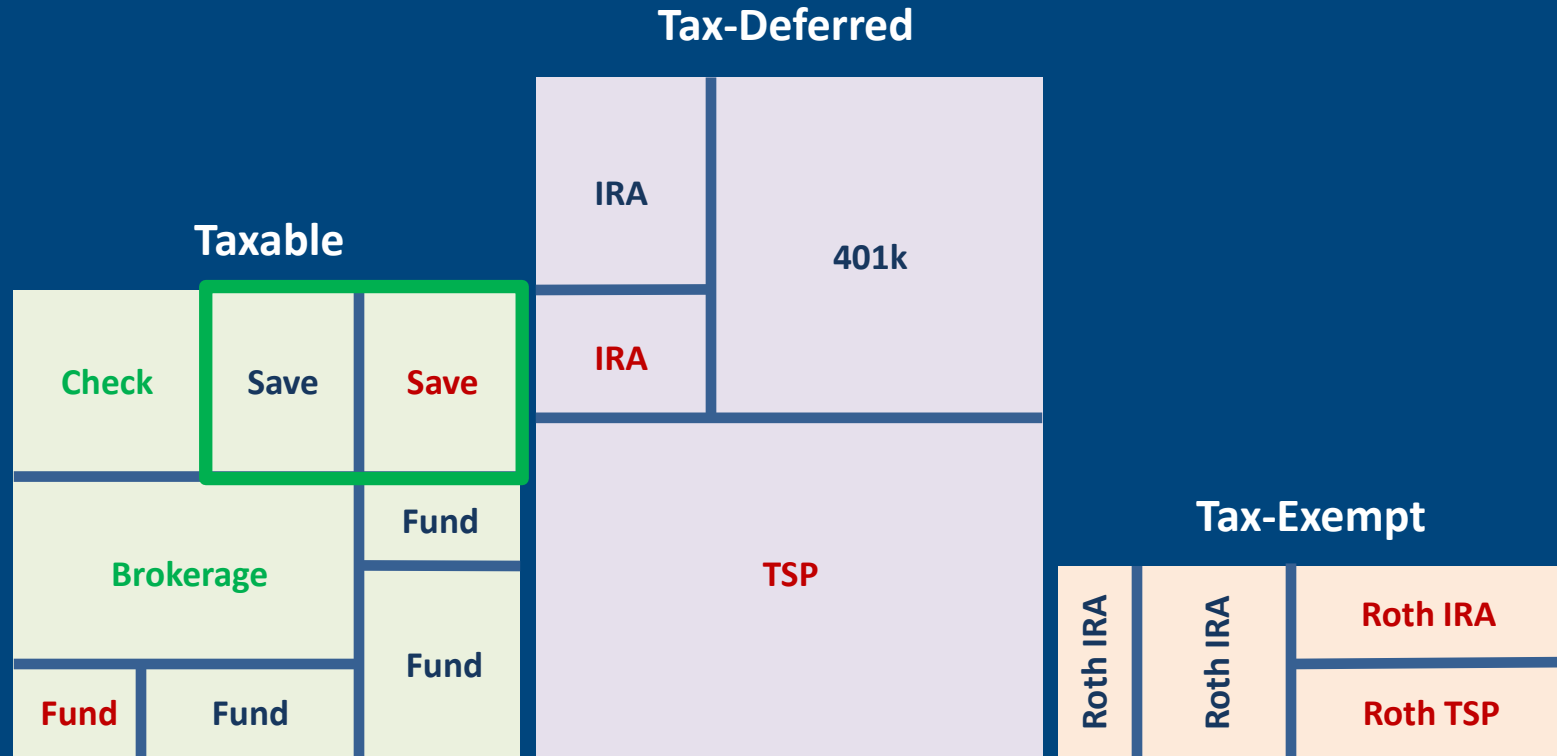 Tax-Deferred
Taxable
Tax-Exempt
Check
Save
Save
Brokerage
Fund
Fund
Fund
Fund
IRA
401k
IRA
TSP
Roth IRA
Roth IRA
Roth IRA
Roth TSP